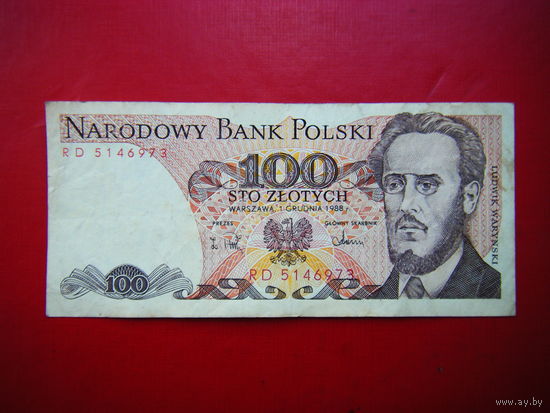 NARODOWY BANK POLSKI
RD 5146973
100
STO ZŁOTYCH
WARSZAWA, 1 GRUDNIA 1988 r.
PREZES
GŁÓWNY SKARBNIK
RD 5146973
100
LUDWIK WARYŃSKI
www.ay.by